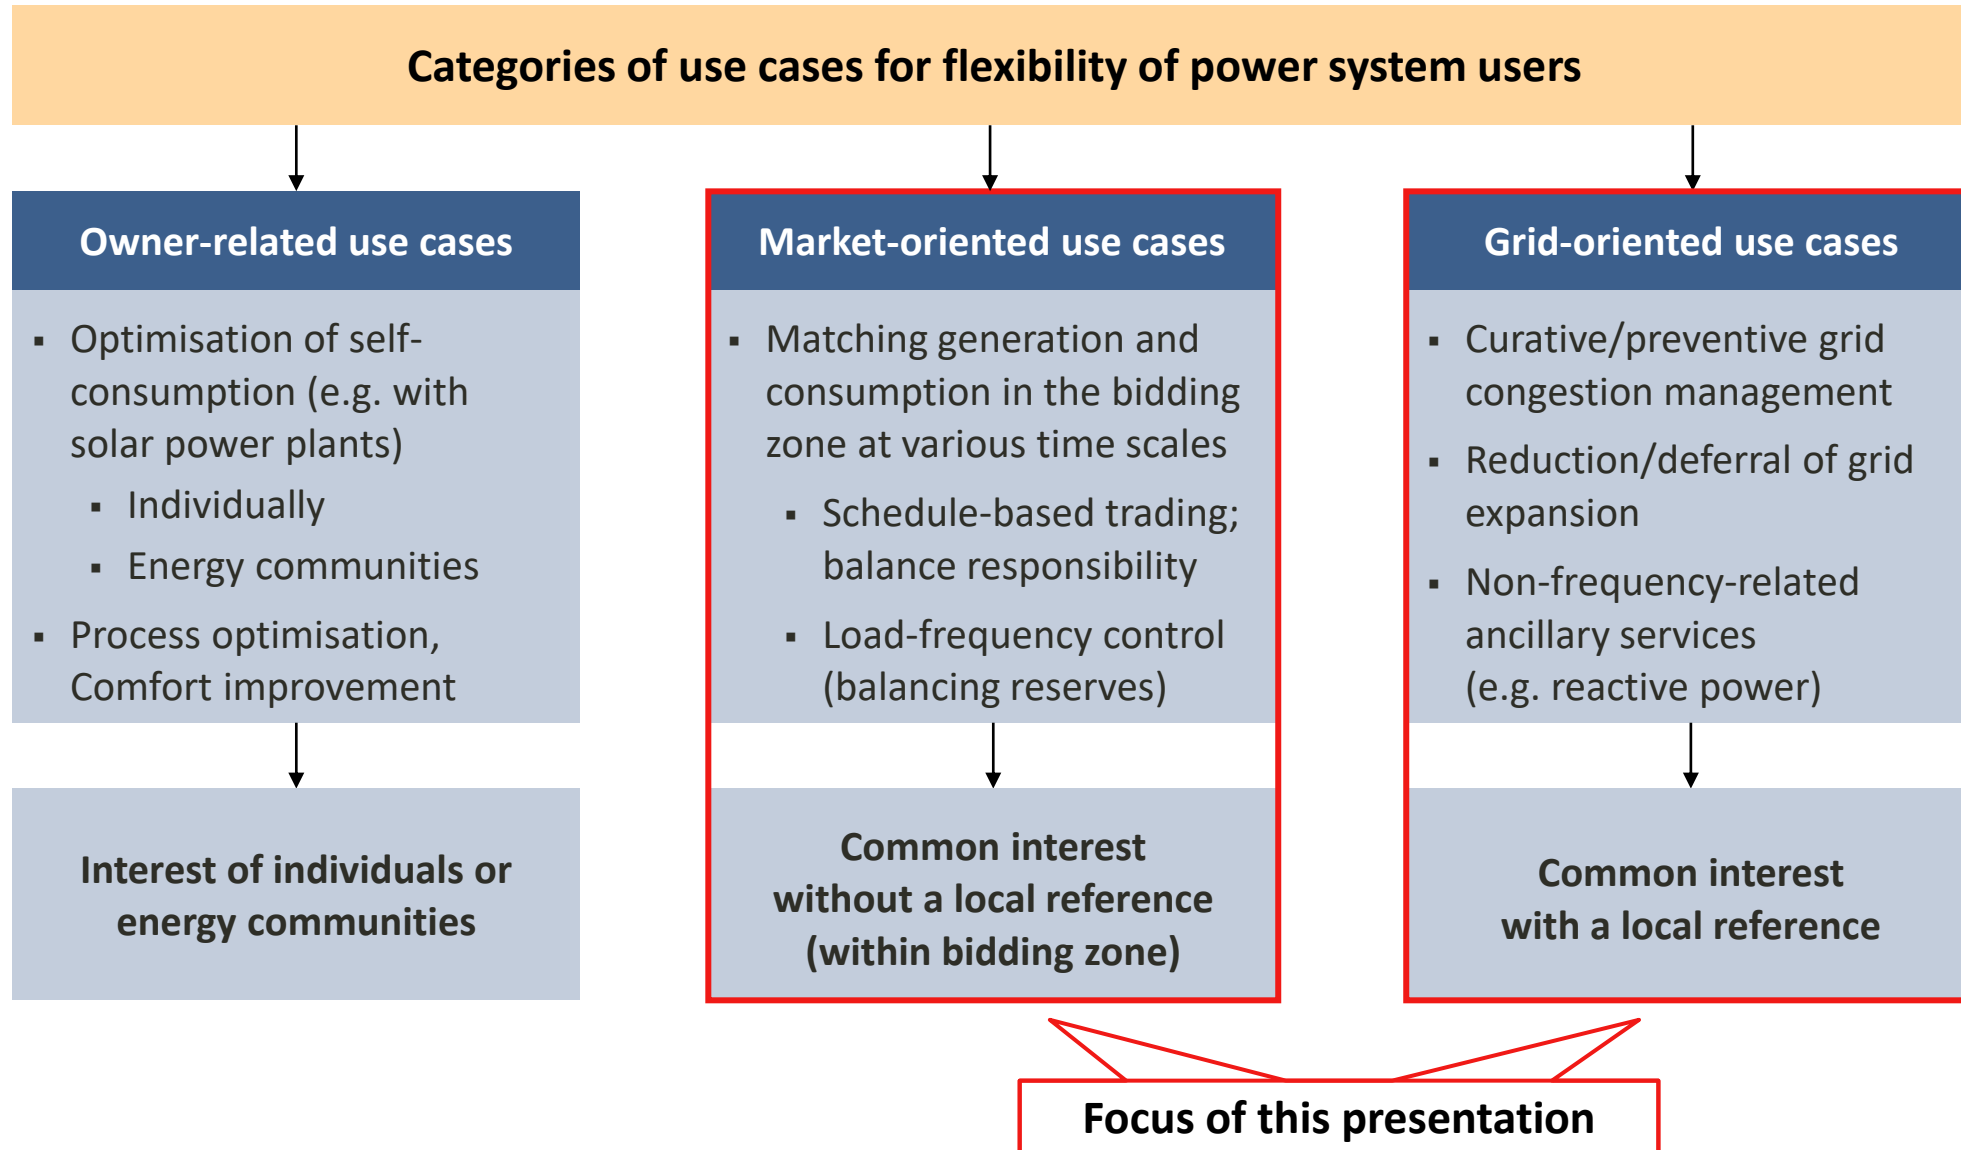 Categories of use cases for flexibility of power system users
Owner-related use cases
▪ Optimisation of self-
consumption (e.g. with
solar power plants)
▪ Individually
▪ Energy communities
▪ Process optimisation,
Comfort improvement
Interest of individuals or
energy communities
Market-oriented use cases
▪ Matching generation and
consumption in the bidding
zone at various time scales
▪ Schedule-based trading;
balance responsibility
▪ Load-frequency control
(balancing reserves)
Common interest
without a local reference
(within bidding zone)
Grid-oriented use cases
▪ Curative/preventive grid
congestion management
▪ Reduction/deferral of grid
expansion
▪ Non-frequency-related
ancillary services
(e.g. reactive power)
Common interest
with a local reference
Focus of this presentation